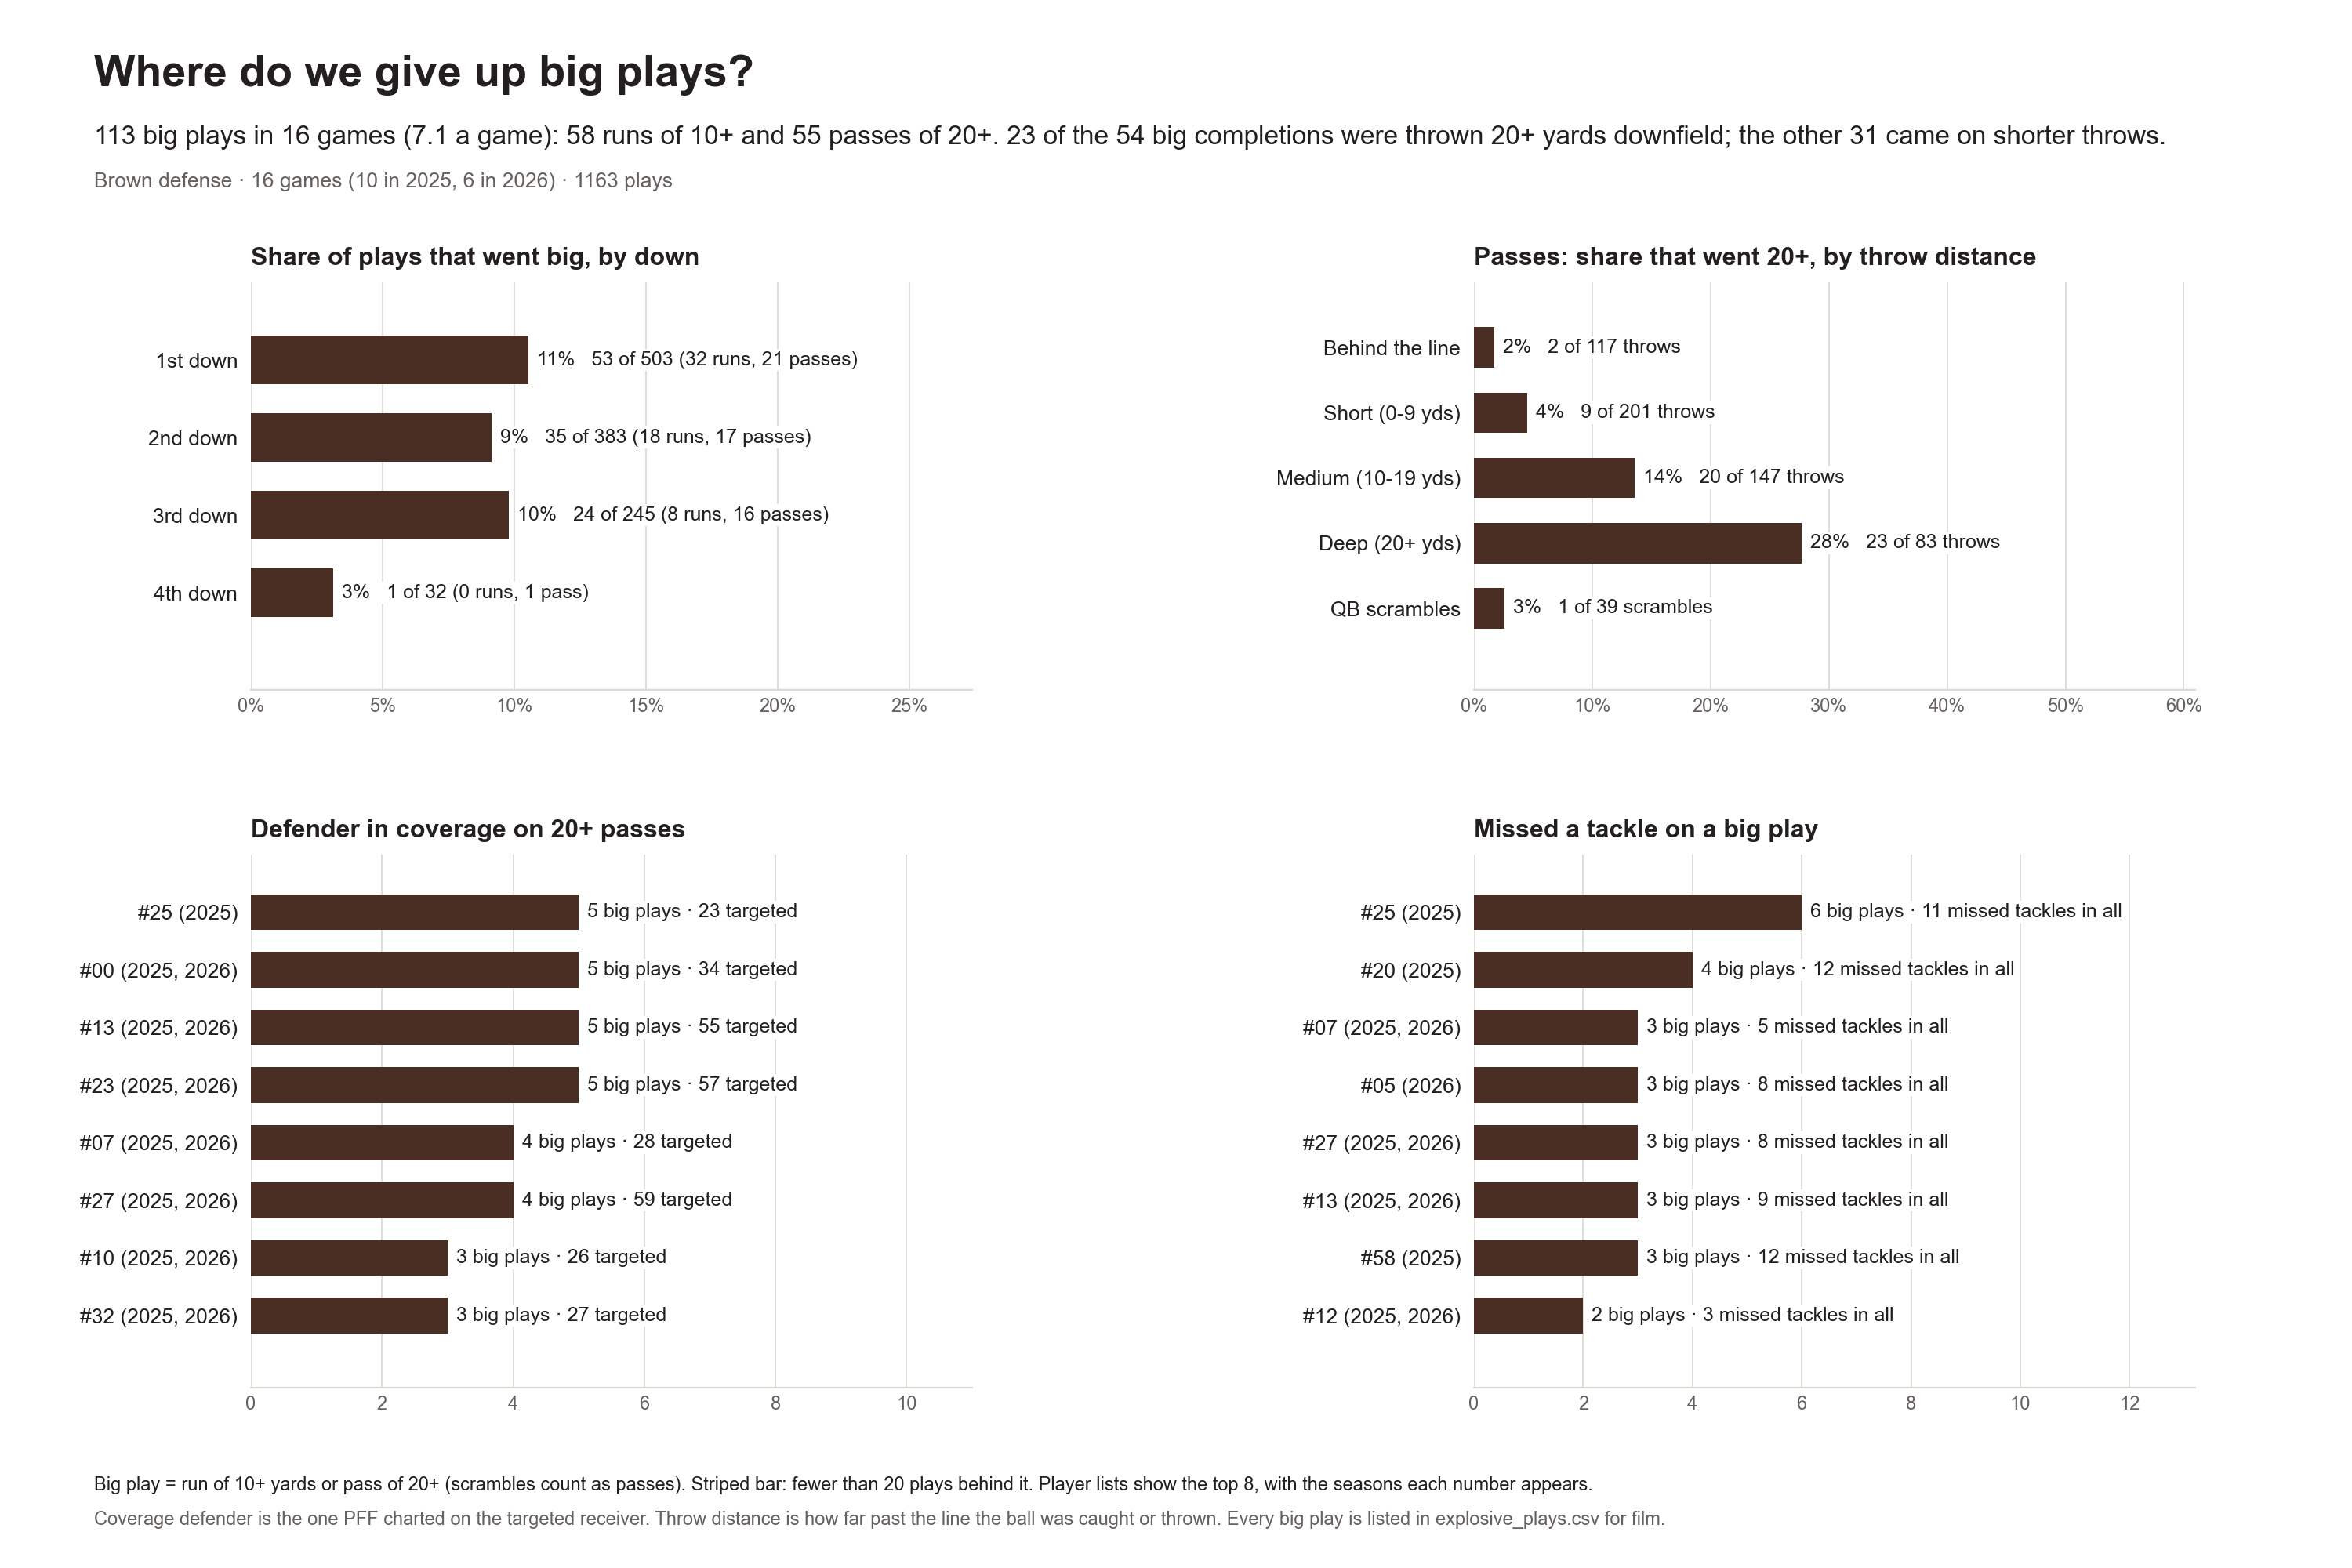 Where do we give up big plays?
113 big plays in 16 games (7.1 a game): 58 runs of 10+ and 55 passes of 20+. 23 of the 54 big completions were thrown 20+ yards downfield; the other 31 came on shorter throws.
Brown defense · 16 games (10 in 2025, 6 in 2026) · 1163 plays
Share of plays that went big, by down
1st down 11% 53 of 503 (32 runs, 21 passes)
2nd down 9% 35 of 383 (18 runs, 17 passes)
3rd down 10% 24 of 245 (8 runs, 16 passes)
4th down 3% 1 of 32 (0 runs, 1 pass)
0% 5% 10% 15% 20% 25%
Passes: share that went 20+, by throw distance
Behind the line 2% 2 of 117 throws
Short (0-9 yds) 4% 9 of 201 throws
Medium (10-19 yds) 14% 20 of 147 throws
Deep (20+ yds) 28% 23 of 83 throws
QB scrambles 3% 1 of 39 scrambles
0% 10% 20% 30% 40% 50% 60%
Defender in coverage on 20+ passes
#25 (2025) 5 big plays · 23 targeted
#00 (2025, 2026) 5 big plays · 34 targeted
#13 (2025, 2026) 5 big plays · 55 targeted
#23 (2025, 2026) 5 big plays · 57 targeted
#07 (2025, 2026) 4 big plays · 28 targeted
#27 (2025, 2026) 4 big plays · 59 targeted
#10 (2025, 2026) 3 big plays · 26 targeted
#32 (2025, 2026) 3 big plays · 27 targeted
0 2 4 6 8 10
Missed a tackle on a big play
#25 (2025) 6 big plays · 11 missed tackles in all
#20 (2025) 4 big plays · 12 missed tackles in all
#07 (2025, 2026) 3 big plays · 5 missed tackles in all
#05 (2026) 3 big plays · 8 missed tackles in all
#27 (2025, 2026) 3 big plays · 8 missed tackles in all
#13 (2025, 2026) 3 big plays · 9 missed tackles in all
#58 (2025) 3 big plays · 12 missed tackles in all
#12 (2025, 2026) 2 big plays · 3 missed tackles in all
0 2 4 6 8 10 12
Big play = run of 10+ yards or pass of 20+ (scrambles count as passes). Striped bar: fewer than 20 plays behind it. Player lists show the top 8, with the seasons each number appears.
Coverage defender is the one PFF charted on the targeted receiver. Throw distance is how far past the line the ball was caught or thrown. Every big play is listed in explosive_plays.csv for film.